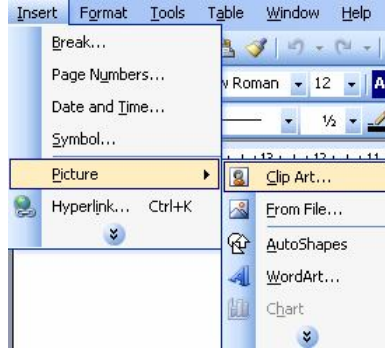 Insert Format Tools Table Window Help
Break...
Page Numbers...
Roman 12 A
Date and Time...
½
Symbol...
Picture
Clip Art...
Hyperlink... Ctrl+K
From File...
AutoShapes
WordArt...
Chart